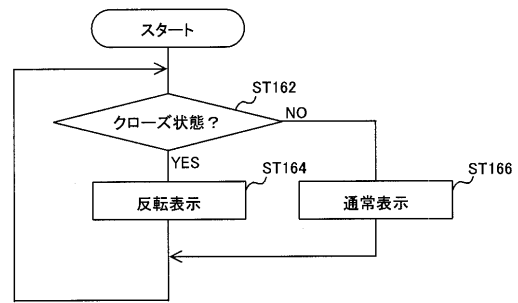 スタート
ST162
クローズ状態？
NO
YES
ST164
反転表示
ST166
通常表示